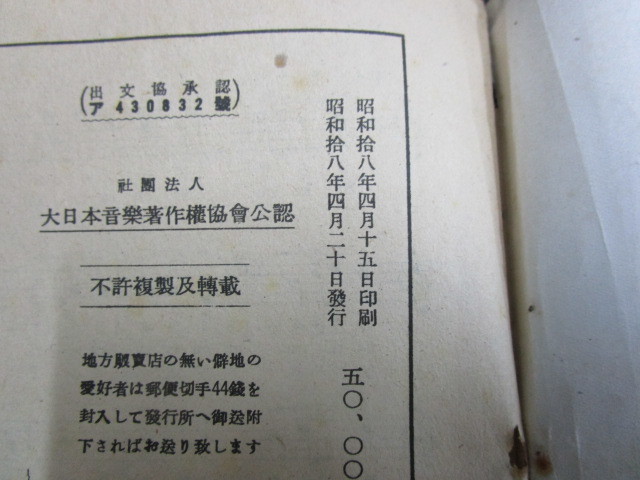 昭和拾八年四月十五日印刷
昭和拾八年四月二十日發行
五〇、〇〇
(出文協承認
ア430832號)
社團法人
大日本音樂著作權協會公認
不許複製及轉載
地方販賣店の無い僻地の
愛好者は郵便切手44錢を
封入して發行所へ御送附
下さればお送り致します